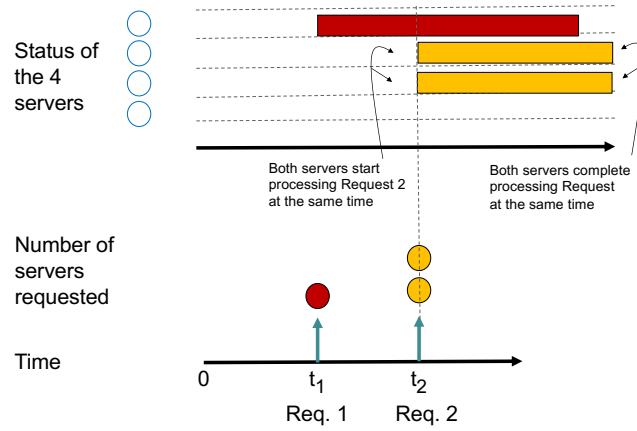 Status of
the 4
servers
Both servers start
processing Request 2
at the same time
Both servers complete
processing Request
at the same time
Number of
servers
requested
Time
0
t1
t2
Req. 1
Req. 2